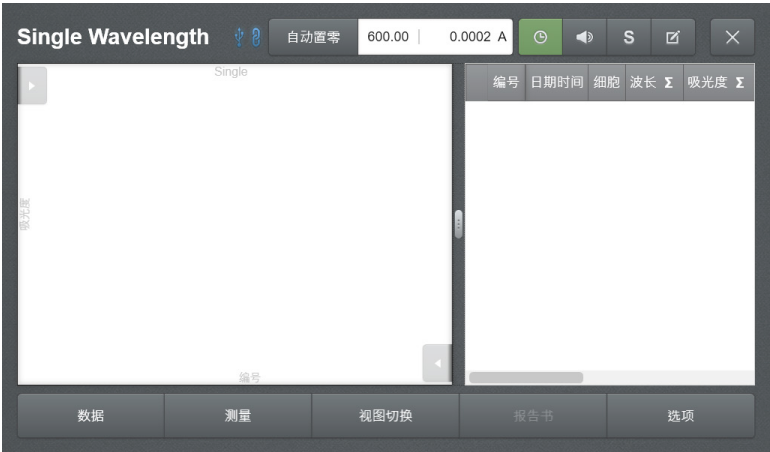 Single Wavelength 自动置零 600.00 0.0002 A S
Single
编号 日期时间 细胞 波长 Σ 吸光度 Σ
吸光度
编号
数据 测量 视图切换 报告书 选项